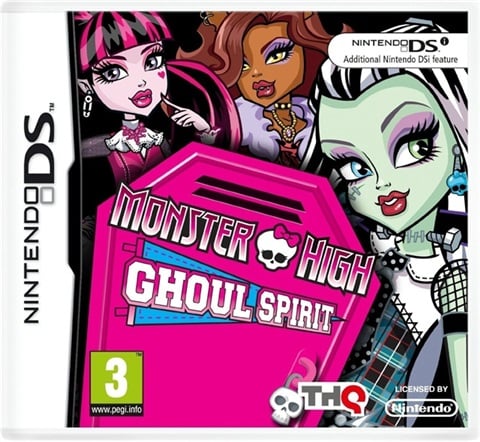 NINTENDO DS™
NINTENDO DSi
Additional Nintendo DSi feature
MONSTER HIGH
GHOUL SPIRIT
3
www.pegi.info
THQ
LICENSED BY
Nintendo